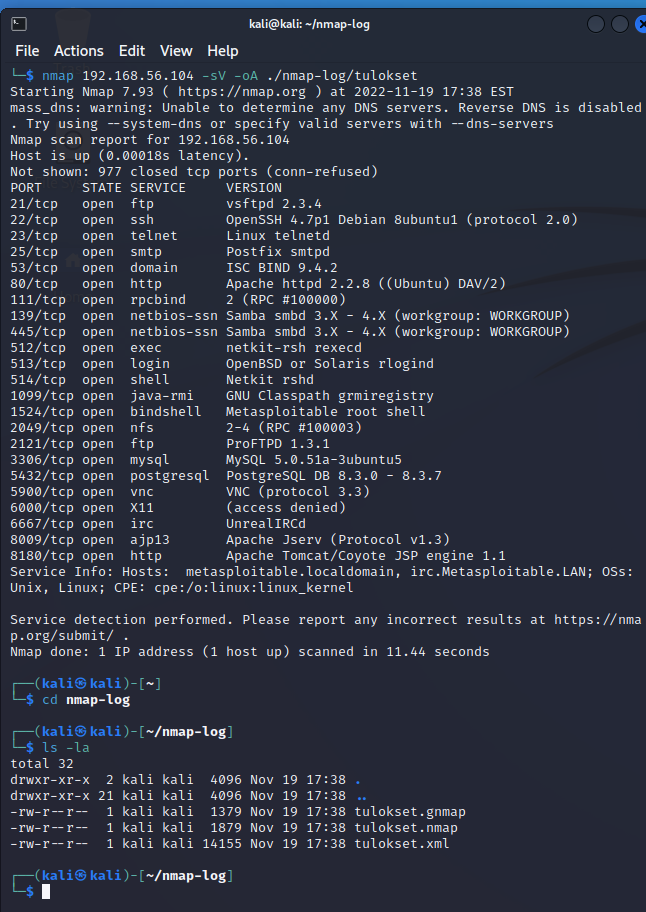 kali@kali: ~/nmap-log
File Actions Edit View Help
└─$ nmap 192.168.56.104 -sV -oA ./nmap-log/tulokset
Starting Nmap 7.93 ( https://nmap.org ) at 2022-11-19 17:38 EST
mass_dns: warning: Unable to determine any DNS servers. Reverse DNS is disabled
. Try using --system-dns or specify valid servers with --dns-servers
Nmap scan report for 192.168.56.104
Host is up (0.00018s latency).
Not shown: 977 closed tcp ports (conn-refused)
PORT     STATE SERVICE     VERSION
21/tcp   open  ftp         vsftpd 2.3.4
22/tcp   open  ssh         OpenSSH 4.7p1 Debian 8ubuntu1 (protocol 2.0)
23/tcp   open  telnet      Linux telnetd
25/tcp   open  smtp        Postfix smtpd
53/tcp   open  domain      ISC BIND 9.4.2
80/tcp   open  http        Apache httpd 2.2.8 ((Ubuntu) DAV/2)
111/tcp  open  rpcbind     2 (RPC #100000)
139/tcp  open  netbios-ssn Samba smbd 3.X - 4.X (workgroup: WORKGROUP)
445/tcp  open  netbios-ssn Samba smbd 3.X - 4.X (workgroup: WORKGROUP)
512/tcp  open  exec        netkit-rsh rexecd
513/tcp  open  login       OpenBSD or Solaris rlogind
514/tcp  open  shell       Netkit rshd
1099/tcp open  java-rmi    GNU Classpath grmiregistry
1524/tcp open  bindshell   Metasploitable root shell
2049/tcp open  nfs         2-4 (RPC #100003)
2121/tcp open  ftp         ProFTPD 1.3.1
3306/tcp open  mysql       MySQL 5.0.51a-3ubuntu5
5432/tcp open  postgresql  PostgreSQL DB 8.3.0 - 8.3.7
5900/tcp open  vnc         VNC (protocol 3.3)
6000/tcp open  X11         (access denied)
6667/tcp open  irc         UnrealIRCd
8009/tcp open  ajp13       Apache Jserv (Protocol v1.3)
8180/tcp open  http        Apache Tomcat/Coyote JSP engine 1.1
Service Info: Hosts:  metasploitable.localdomain, irc.Metasploitable.LAN; OSs:
Unix, Linux; CPE: cpe:/o:linux:linux_kernel
Service detection performed. Please report any incorrect results at https://nma
p.org/submit/ .
Nmap done: 1 IP address (1 host up) scanned in 11.44 seconds
┌──(kali㉿kali)-[~]
└─$ cd nmap-log
┌──(kali㉿kali)-[~/nmap-log]
└─$ ls -la
total 32
drwxr-xr-x  2 kali kali  4096 Nov 19 17:38 .
drwxr-xr-x 21 kali kali  4096 Nov 19 17:38 ..
-rw-r--r--  1 kali kali  1379 Nov 19 17:38 tulokset.gnmap
-rw-r--r--  1 kali kali  1879 Nov 19 17:38 tulokset.nmap
-rw-r--r--  1 kali kali 14155 Nov 19 17:38 tulokset.xml
┌──(kali㉿kali)-[~/nmap-log]
└─$